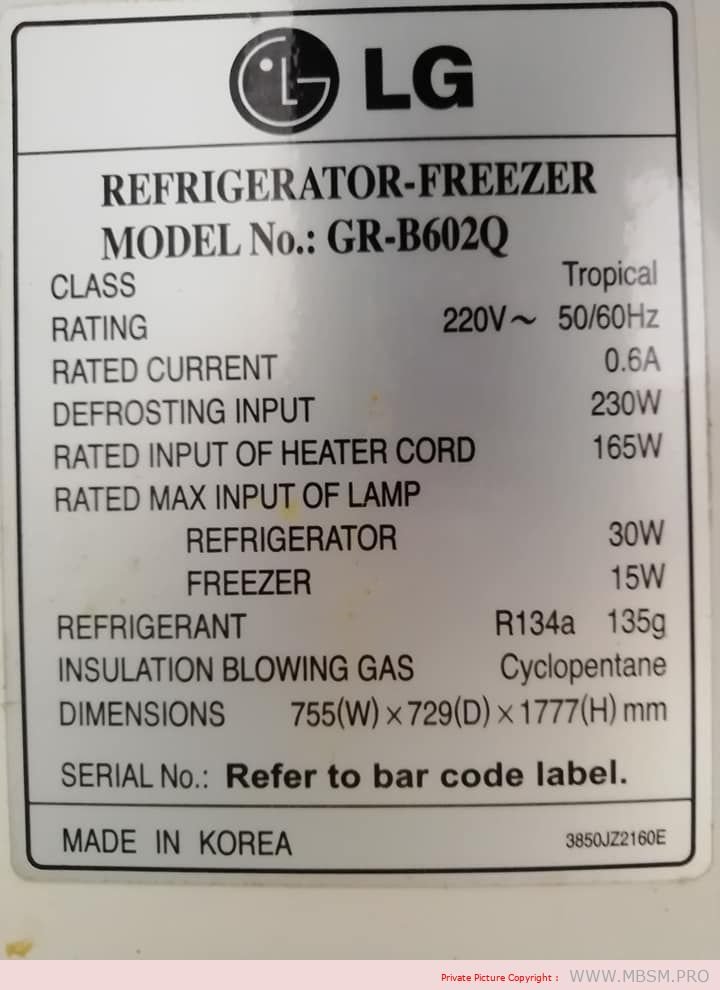 LG
REFRIGERATOR-FREEZER
MODEL No.: GR-B602Q
CLASS Tropical
RATING 220V~ 50/60Hz
RATED CURRENT 0.6A
DEFROSTING INPUT 230W
RATED INPUT OF HEATER CORD 165W
RATED MAX INPUT OF LAMP
REFRIGERATOR 30W
FREEZER 15W
REFRIGERANT R134a 135g
INSULATION BLOWING GAS Cyclopentane
DIMENSIONS 755(W)×729(D)×1777(H) mm
SERIAL No.: Refer to bar code label.
MADE IN KOREA 3850JZ2160E
Private Picture Copyright : WWW.MBSM.PRO